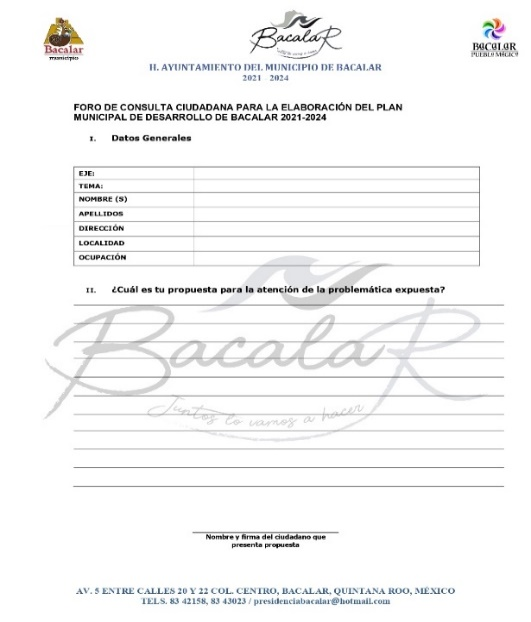 Bacalar
municipio
Bacalar
BACALAR
PUEBLO MÁGICO
H. AYUNTAMIENTO DEL MUNICIPIO DE BACALAR
2021 - 2024
FORO DE CONSULTA CIUDADANA PARA LA ELABORACIÓN DEL PLAN
MUNICIPAL DE DESARROLLO DE BACALAR 2021-2024
I. Datos Generales
EJE:
TEMA:
NOMBRE (S)
APELLIDOS
DIRECCIÓN
LOCALIDAD
OCUPACIÓN
II. ¿Cuál es tu propuesta para la atención de la problemática expuesta?
Bacalar
Juntos lo vamos a hacer
Nombre y firma del ciudadano que
presenta propuesta
AV. 5 ENTRE CALLES 20 Y 22 COL. CENTRO, BACALAR, QUINTANA ROO, MÉXICO
TELS. 83 42158, 83 43023 / presidenciabacalar@hotmail.com